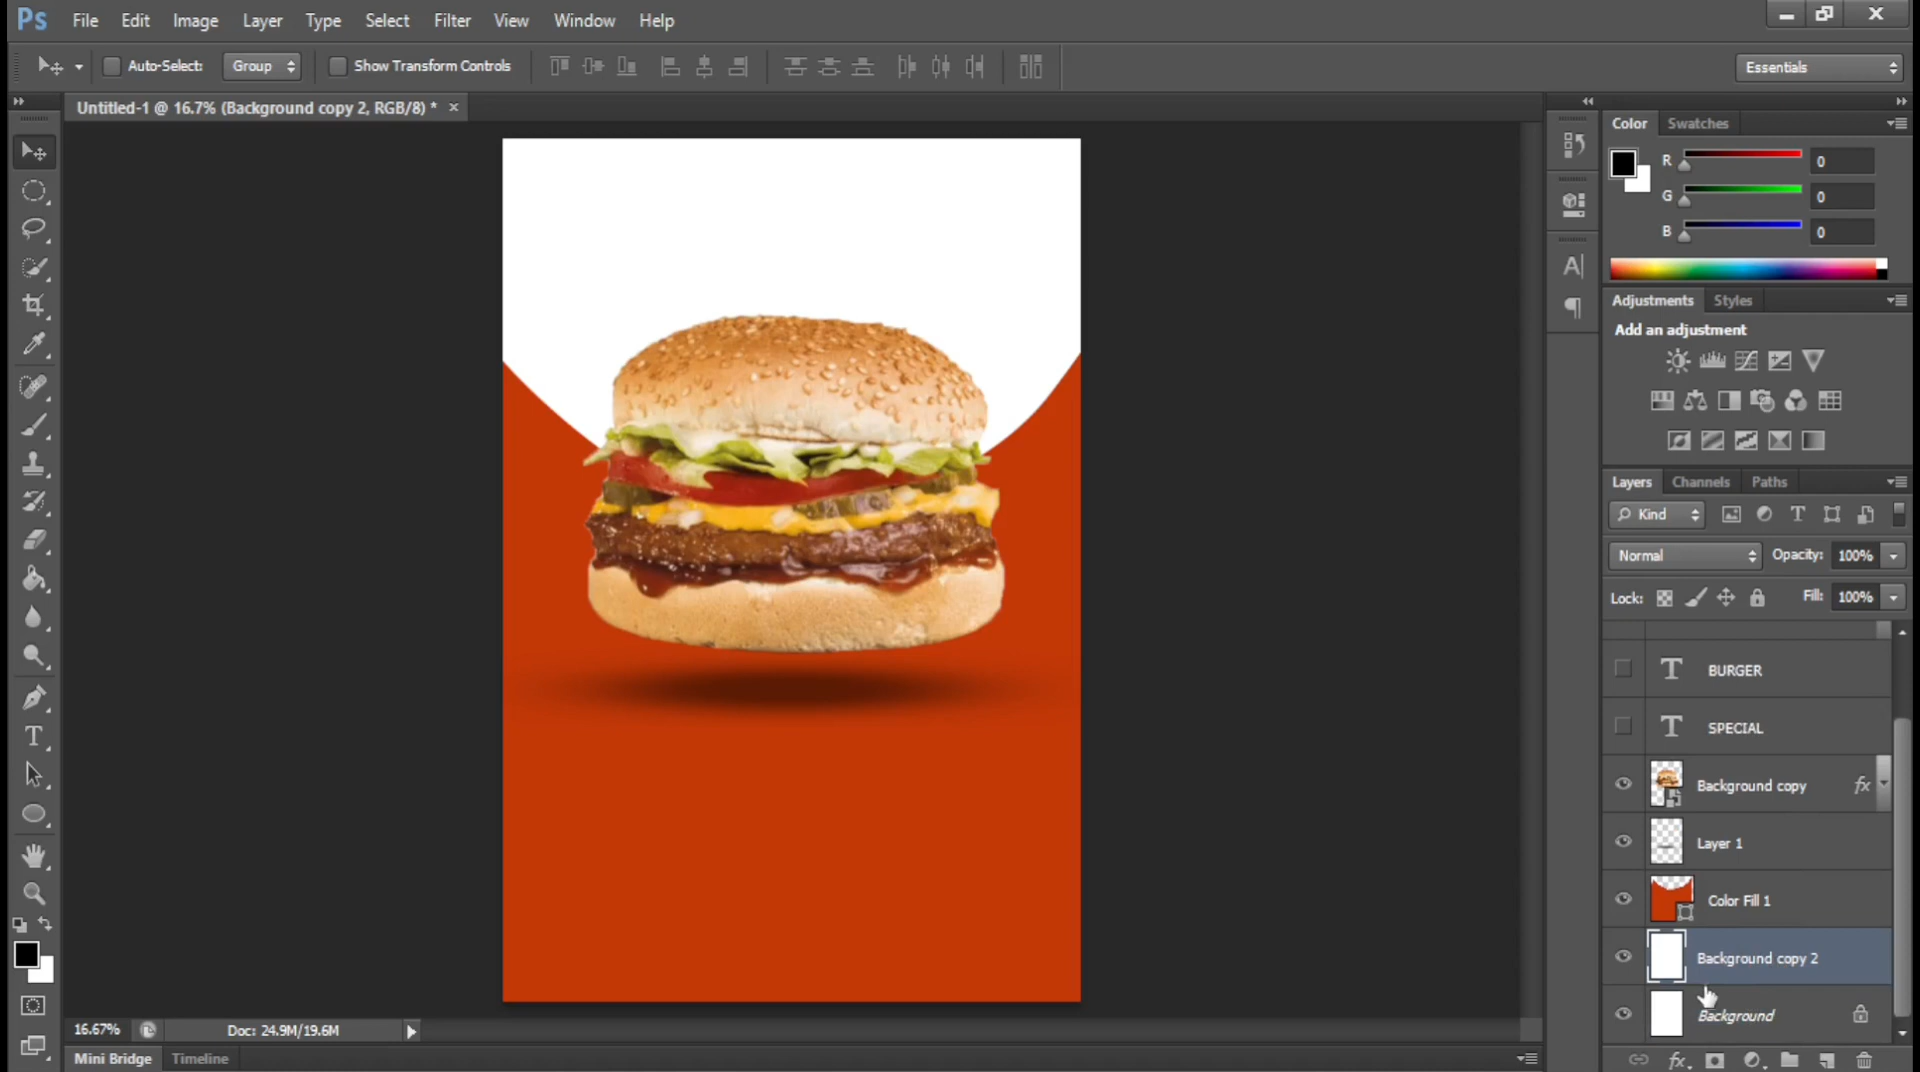 Ps File Edit Image Layer Type Select Filter View Window Help
Auto-Select: Group Show Transform Controls Essentials
Untitled-1 @ 16.7% (Background copy 2, RGB/8) * ×
Color Swatches
R 0
G 0
B 0
Adjustments Styles
Add an adjustment
Layers Channels Paths
Kind
Normal Opacity: 100%
Lock: Fill: 100%
T BURGER
T SPECIAL
Background copy fx
Layer 1
Color Fill 1
Background copy 2
Background
16.67% Doc: 24.9M/19.6M
Mini Bridge Timeline
fx